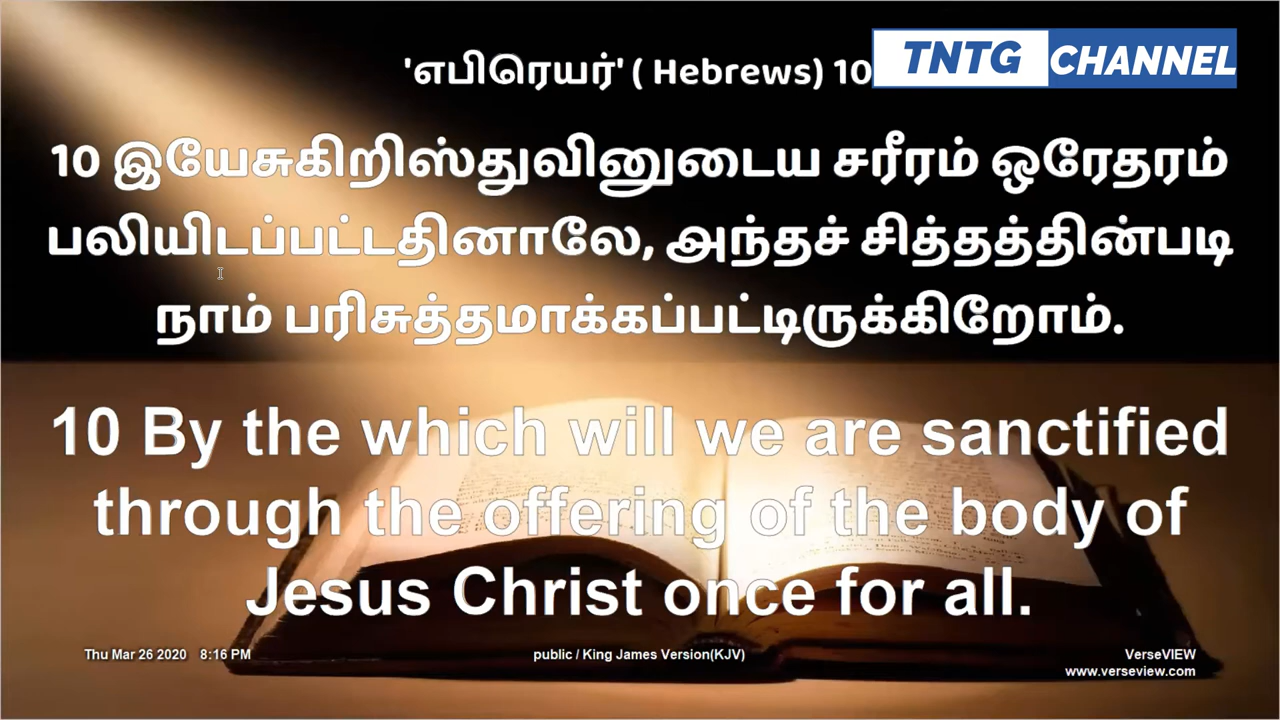 'எபிரெயர்' ( Hebrews) 10
TNTG CHANNEL
10 இயேசுகிறிஸ்துவினுடைய சரீரம் ஒரேதரம்
பலியிடப்பட்டதினாலே, அந்தச் சித்தத்தின்படி
நாம் பரிசுத்தமாக்கப்பட்டிருக்கிறோம்.
10 By the which will we are sanctified
through the offering of the body of
Jesus Christ once for all.
Thu Mar 26 2020 8:16 PM
public / King James Version(KJV)
VerseVIEW
www.verseview.com